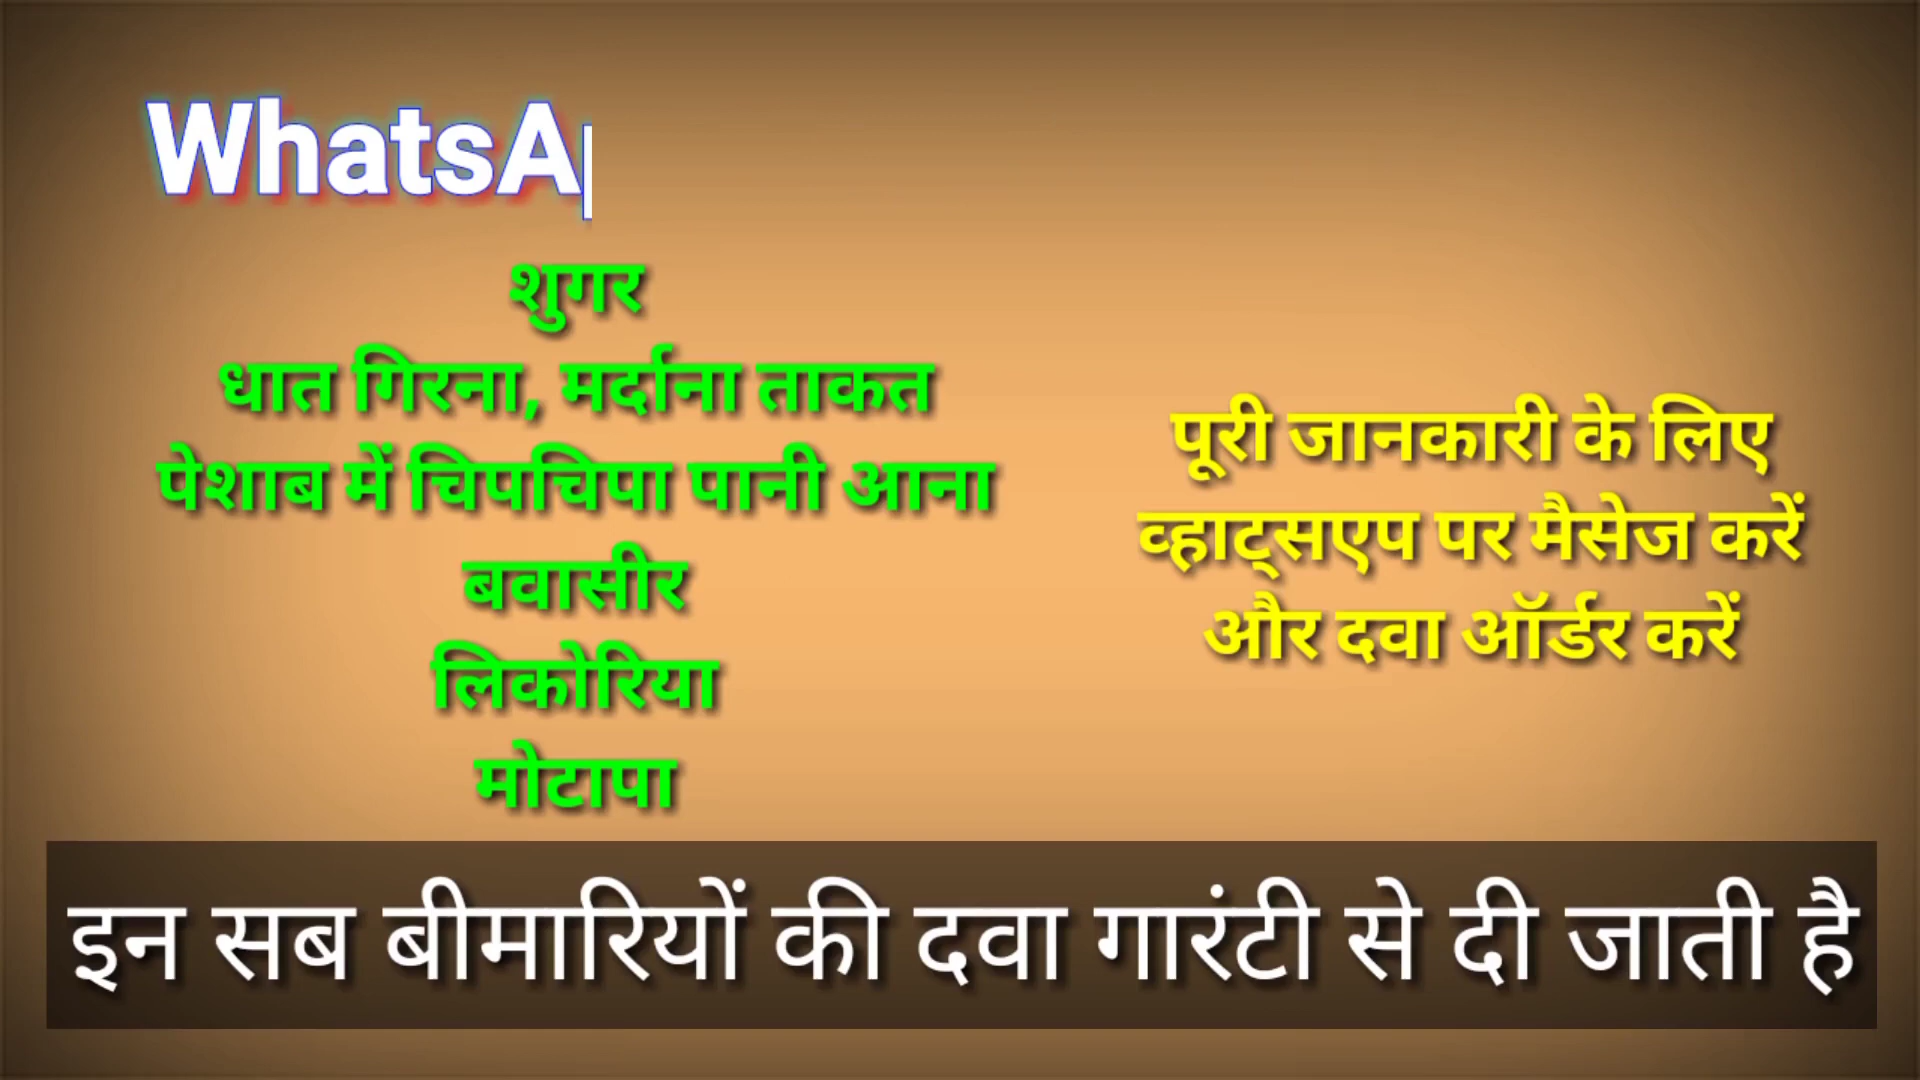 WhatsAp
शुगर
धात गिरना, मर्दाना ताकत
पेशाब में चिपचिपा पानी आना
बवासीर
लिकोरिया
मोटापा
पूरी जानकारी के लिए
व्हाट्सएप पर मैसेज करें
और दवा ऑर्डर करें
इन सब बीमारियों की दवा गारंटी से दी जाती है